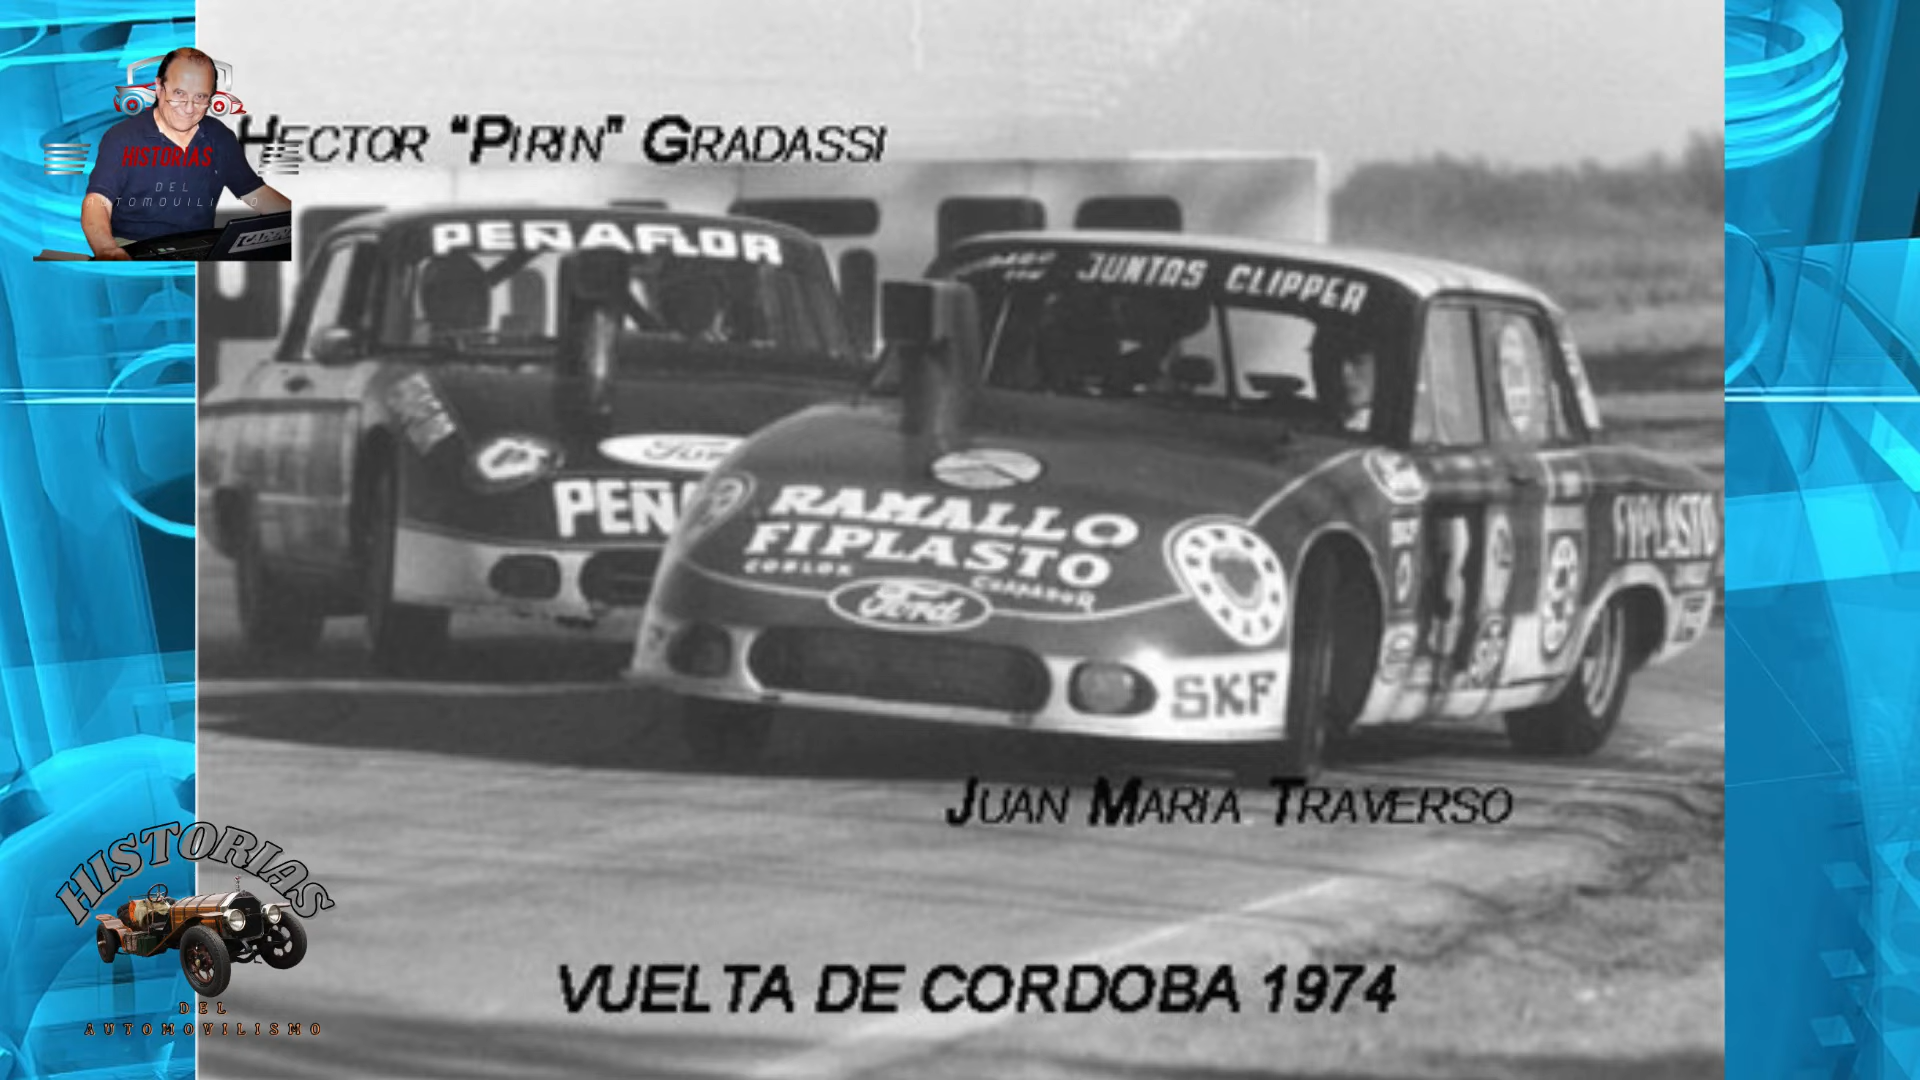 HECTOR "PIRIN" GRADASSI
HISTORIAS
DEL
AUTOMOVILISMO
PEÑAFLOR
JUNTAS CLIPPER
Ford
PEÑ
RAMALLO
FIPLASTO
Ford
SKF
FIPLASTO
JUAN MARIA TRAVERSO
HISTORIAS
DEL
AUTOMOVILISMO
VUELTA DE CORDOBA 1974